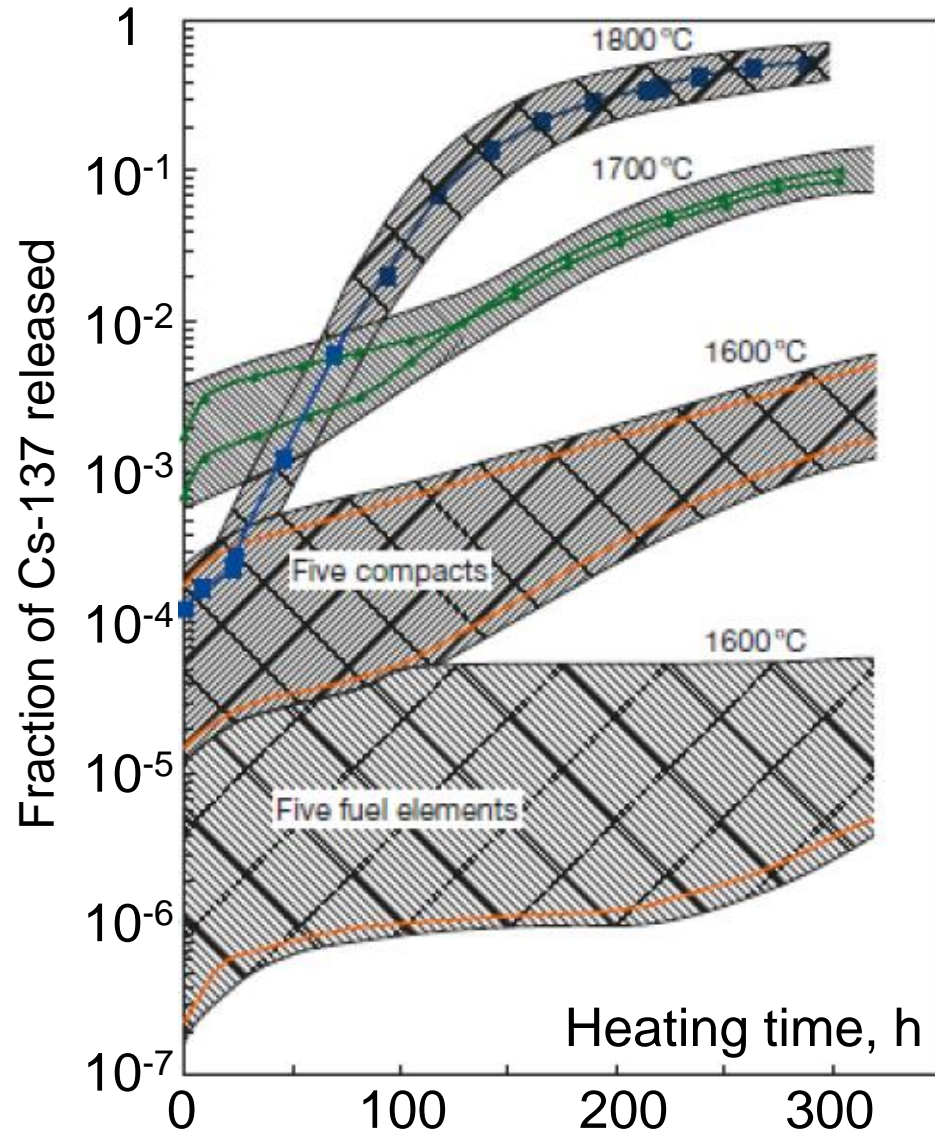 Fraction of Cs-137 released
1
10-1
10-2
10-3
10-4
10-5
10-6
10-7
1800°C
1700°C
1600°C
Five compacts
1600°C
Five fuel elements
Heating time, h
0 100 200 300